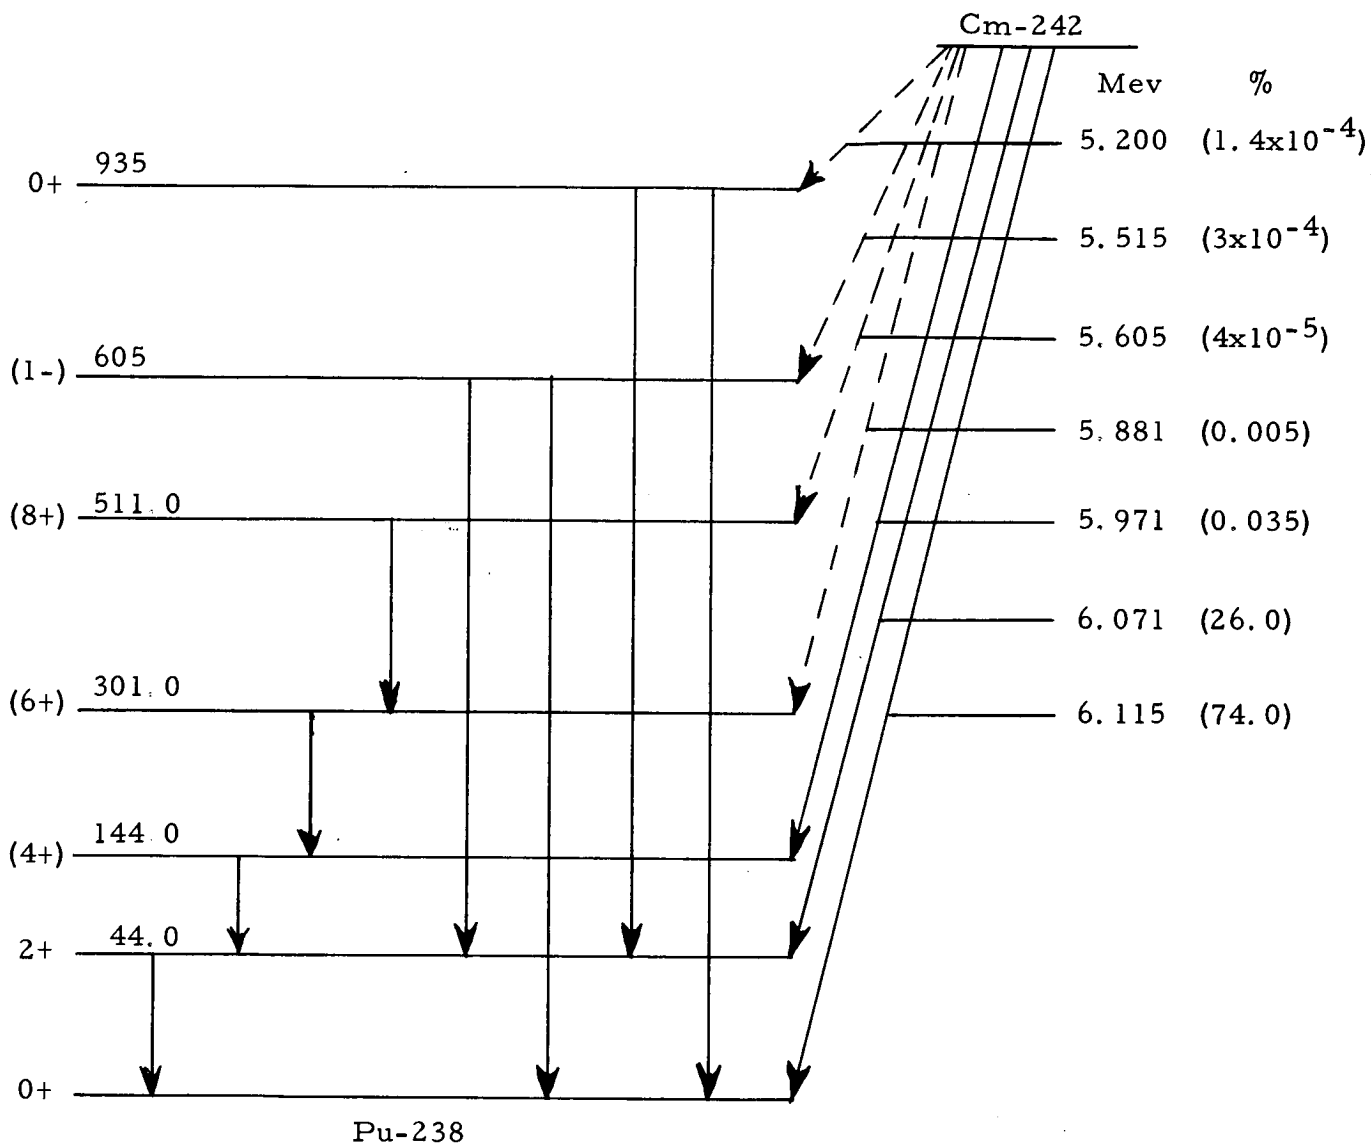 Cm-242
Mev %
5.200 (1.4x10⁻⁴)
935
0+
5.515 (3x10⁻⁴)
5.605 (4x10⁻⁵)
605
(1-)
5.881 (0.005)
511.0
(8+)
5.971 (0.035)
6.071 (26.0)
301.0
(6+)
6.115 (74.0)
144.0
(4+)
44.0
2+
0+
Pu-238